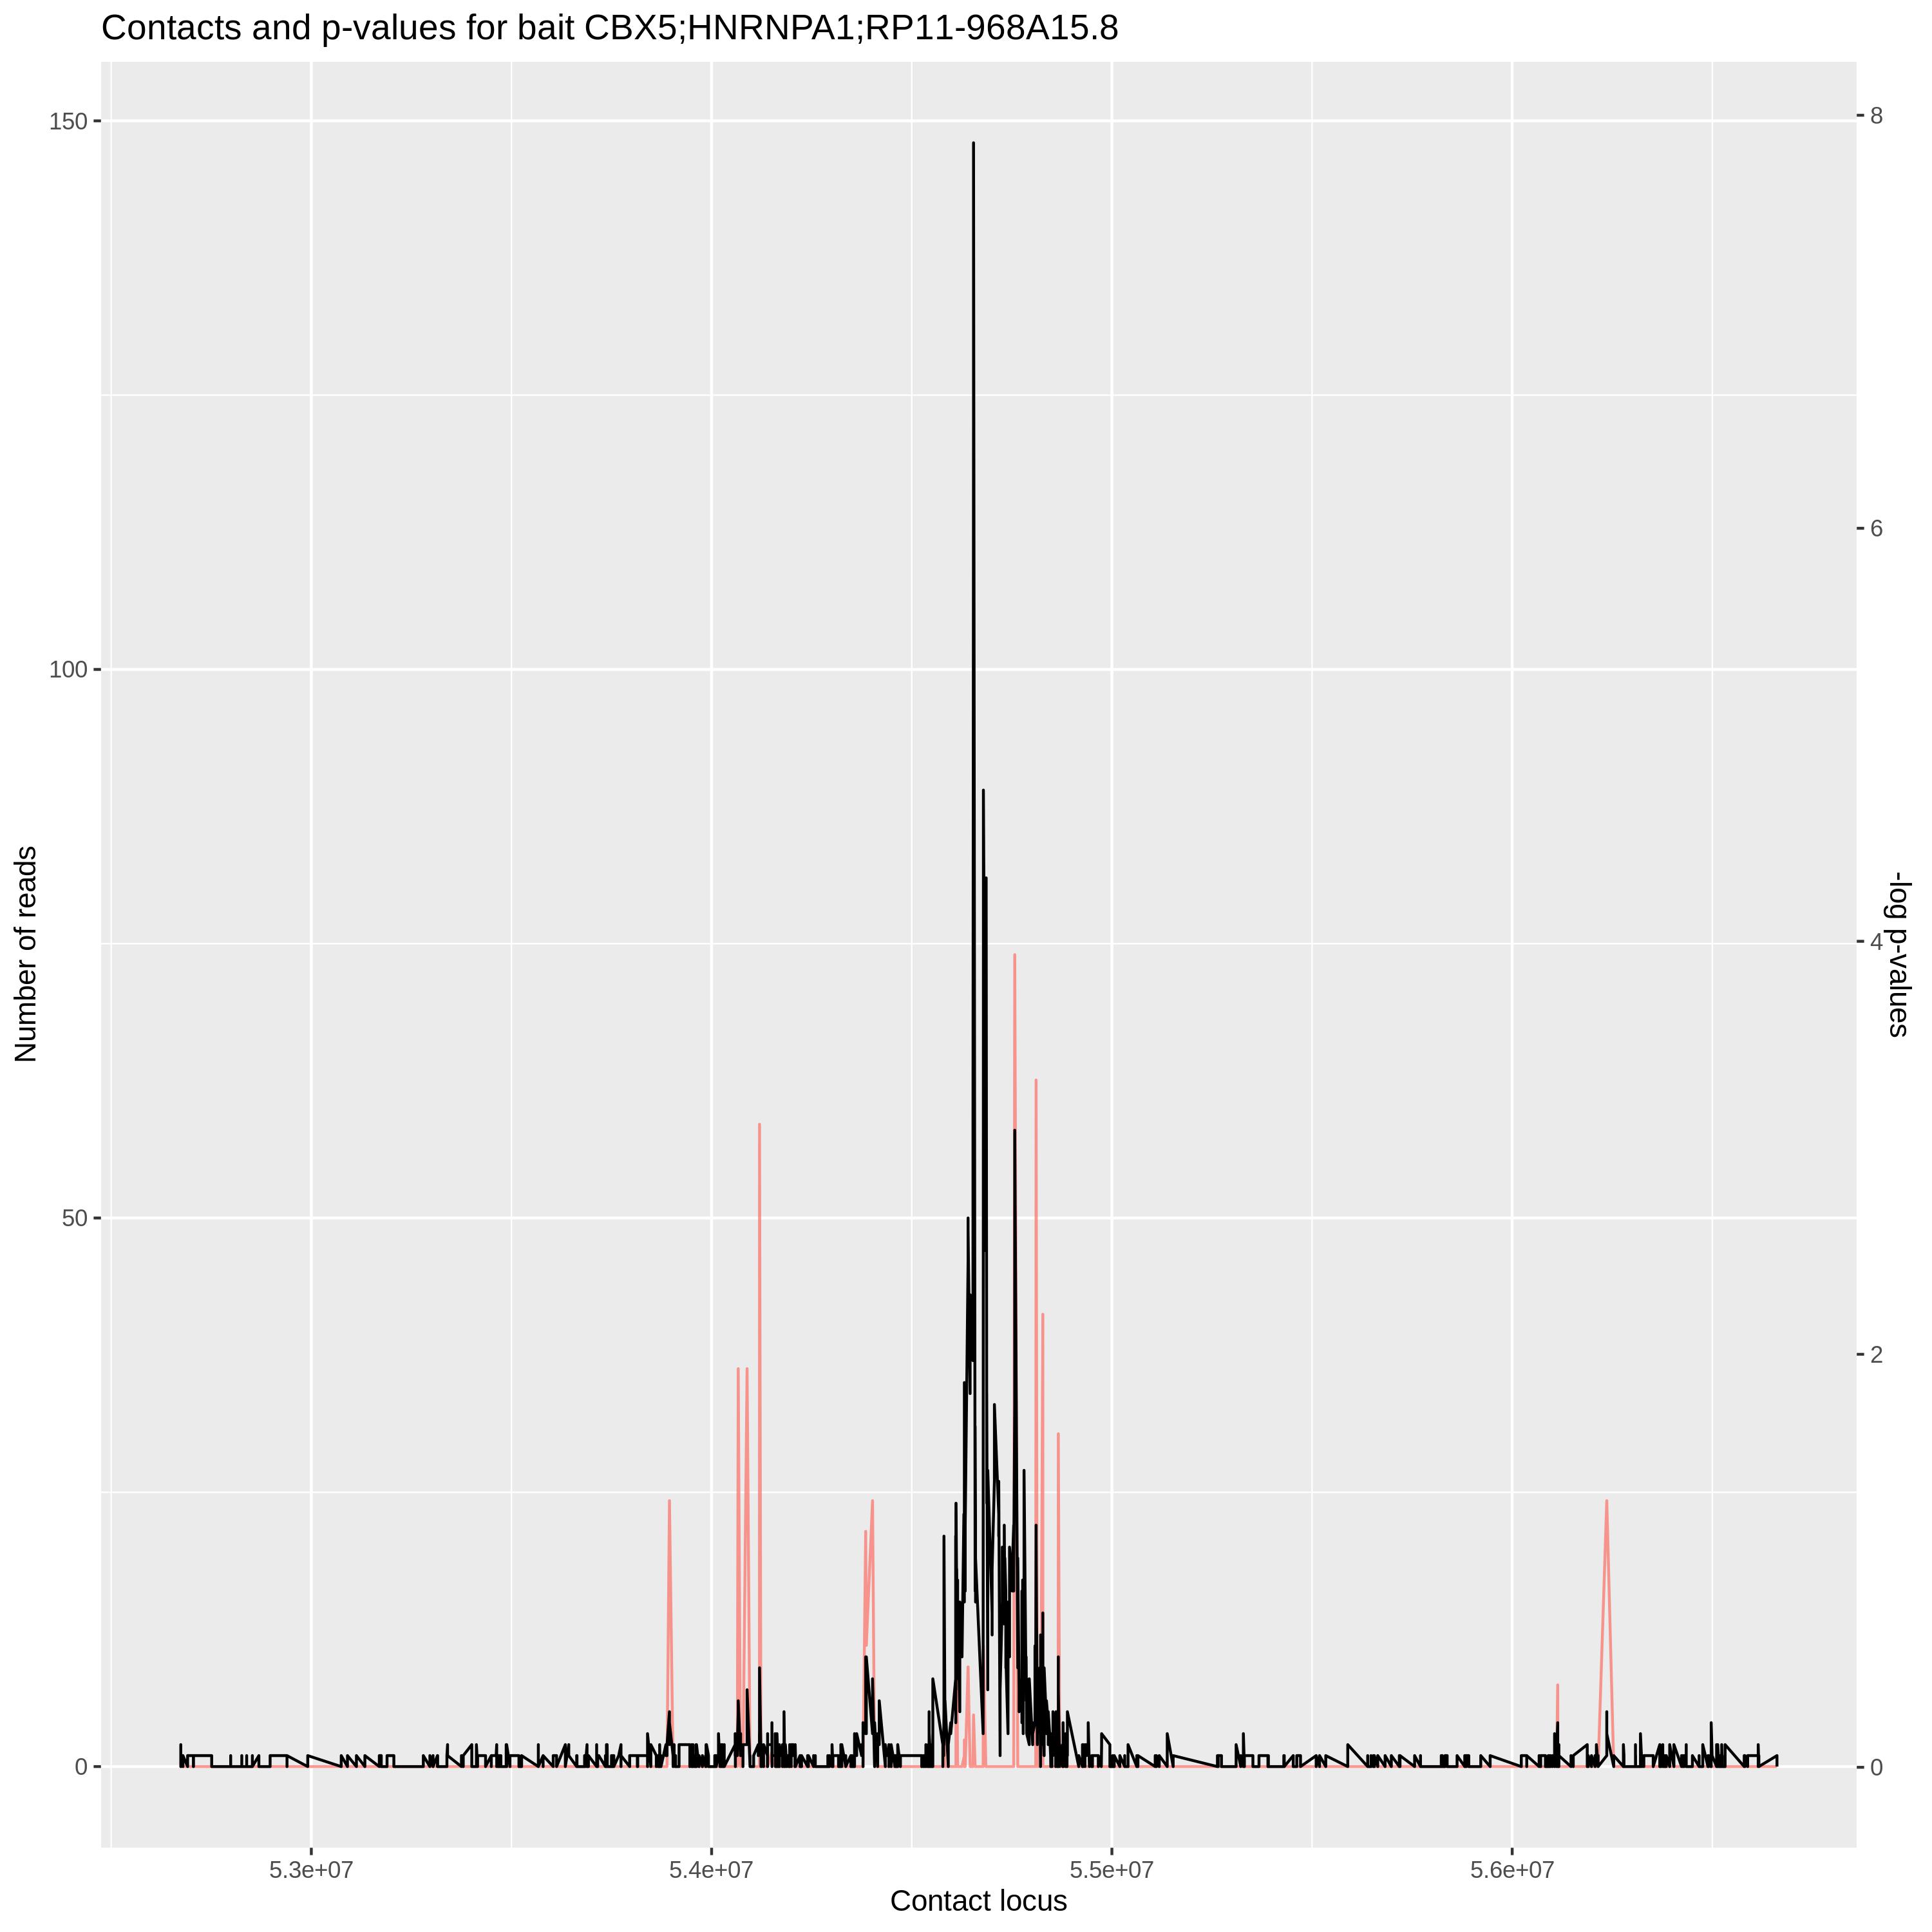 Contacts and p-values for bait CBX5;HNRNPA1;RP11-968A15.8
150
100
50
0
Number of reads
8
6
4
2
0
-log p-values
5.3e+07
5.4e+07
5.5e+07
5.6e+07
Contact locus